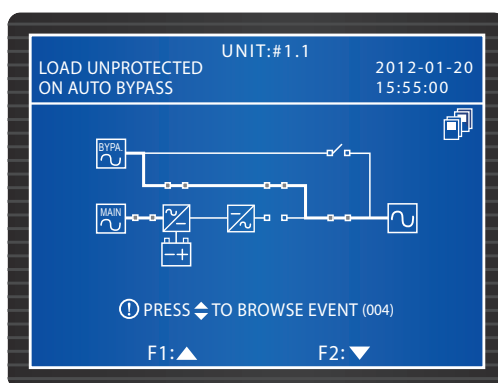 UNIT:#1.1
LOAD UNPROTECTED
ON AUTO BYPASS
2012-01-20
15:55:00
BYPA.
MAIN
PRESS TO BROWSE EVENT (004)
F1:
F2: